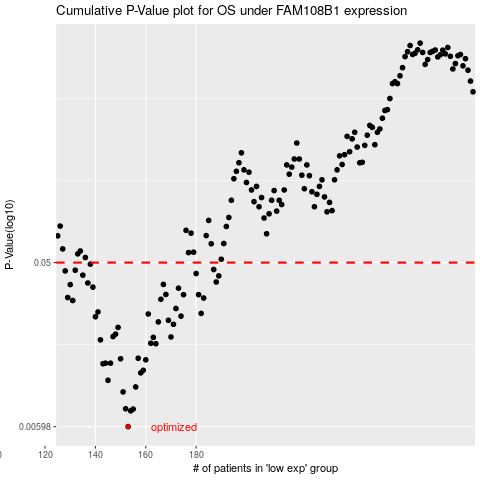 Cumulative P-Value plot for OS under FAM108B1 expression
P-Value(log10)
0.05
0.00598
optimized
0 120 140 160 180
# of patients in 'low exp' group